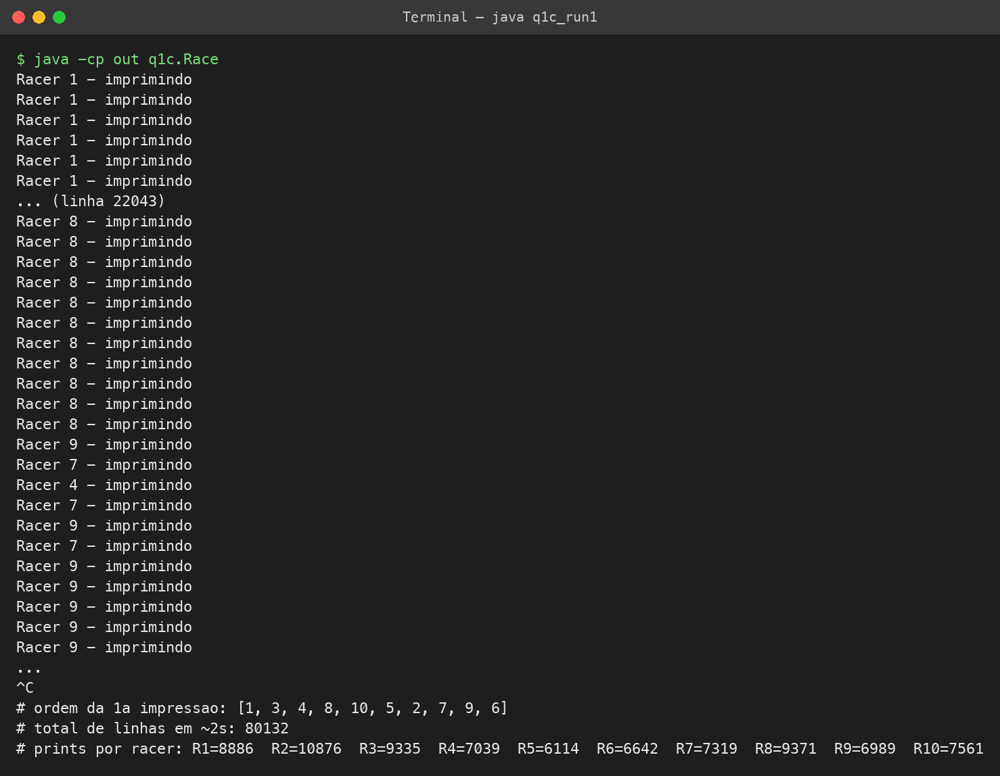 Terminal — java q1c_run1
$ java -cp out q1c.Race
Racer 1 - imprimindo
Racer 1 - imprimindo
Racer 1 - imprimindo
Racer 1 - imprimindo
Racer 1 - imprimindo
Racer 1 - imprimindo
... (linha 22043)
Racer 8 - imprimindo
Racer 8 - imprimindo
Racer 8 - imprimindo
Racer 8 - imprimindo
Racer 8 - imprimindo
Racer 8 - imprimindo
Racer 8 - imprimindo
Racer 8 - imprimindo
Racer 8 - imprimindo
Racer 8 - imprimindo
Racer 8 - imprimindo
Racer 9 - imprimindo
Racer 7 - imprimindo
Racer 4 - imprimindo
Racer 7 - imprimindo
Racer 9 - imprimindo
Racer 7 - imprimindo
Racer 9 - imprimindo
Racer 9 - imprimindo
Racer 9 - imprimindo
Racer 9 - imprimindo
Racer 9 - imprimindo
...
^C
# ordem da 1a impressao: [1, 3, 4, 8, 10, 5, 2, 7, 9, 6]
# total de linhas em ~2s: 80132
# prints por racer: R1=8886  R2=10876  R3=9335  R4=7039  R5=6114  R6=6642  R7=7319  R8=9371  R9=6989  R10=7561